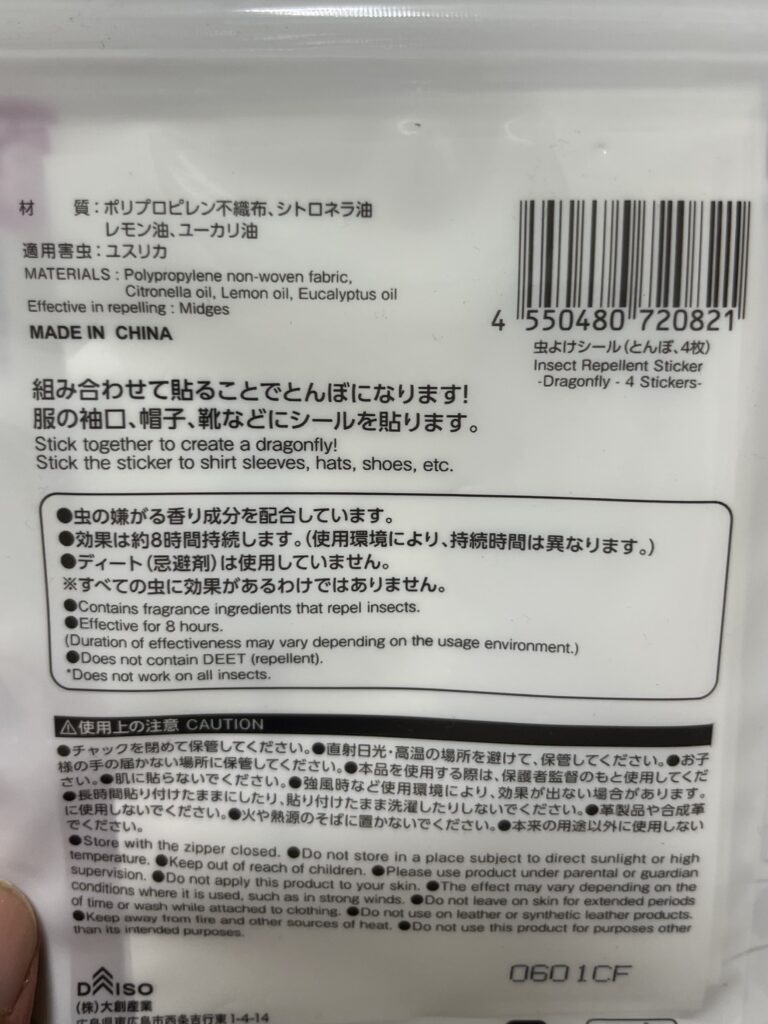 材　　質：ポリプロピレン不織布、シトロネラ油
レモン油、ユーカリ油
適用害虫：ユスリカ
MATERIALS : Polypropylene non-woven fabric,
Citronella oil, Lemon oil, Eucalyptus oil
Effective in repelling : Midges
MADE IN CHINA
4 550480 720821
虫よけシール(とんぼ、4枚)
Insect Repellent Sticker
-Dragonfly - 4 Stickers-
組み合わせて貼ることでとんぼになります!
服の袖口、帽子、靴などにシールを貼ります。
Stick together to create a dragonfly!
Stick the sticker to shirt sleeves, hats, shoes, etc.
●虫の嫌がる香り成分を配合しています。
●効果は約8時間持続します。(使用環境により、持続時間は異なります。)
●ディート(忌避剤)は使用していません。
※すべての虫に効果があるわけではありません。
●Contains fragrance ingredients that repel insects.
●Effective for 8 hours.
(Duration of effectiveness may vary depending on the usage environment.)
●Does not contain DEET (repellent).
*Does not work on all insects.
⚠使用上の注意 CAUTION
●チャックを閉めて保管してください。●直射日光・高温の場所を避けて、保管してください。●お子
様の手の届かない場所に保管してください。●本品を使用する際は、保護者監督のもと使用してくだ
さい。●肌に貼らないでください。●強風時など使用環境により、効果が出ない場合があります。
●長時間貼り付けたままにしたり、貼り付けたまま洗濯したりしないでください。●革製品や合成革
に使用しないでください。●火や熱源のそばに置かないでください。●本来の用途以外に使用しない
でください。
●Store with the zipper closed. ●Do not store in a place subject to direct sunlight or high
temperature. ●Keep out of reach of children. ●Please use product under parental or guardian
supervision. ●Do not apply this product to your skin. ●The effect may vary depending on the
conditions where it is used, such as in strong winds. ●Do not leave on skin for extended periods
of time or wash while attached to clothing. ●Do not use on leather or synthetic leather products.
●Keep away from fire and other sources of heat. ●Do not use this product for purposes other
than its intended purposes.
0601CF
DAISO
(株)大創産業
広島県東広島市西条吉行東1-4-14